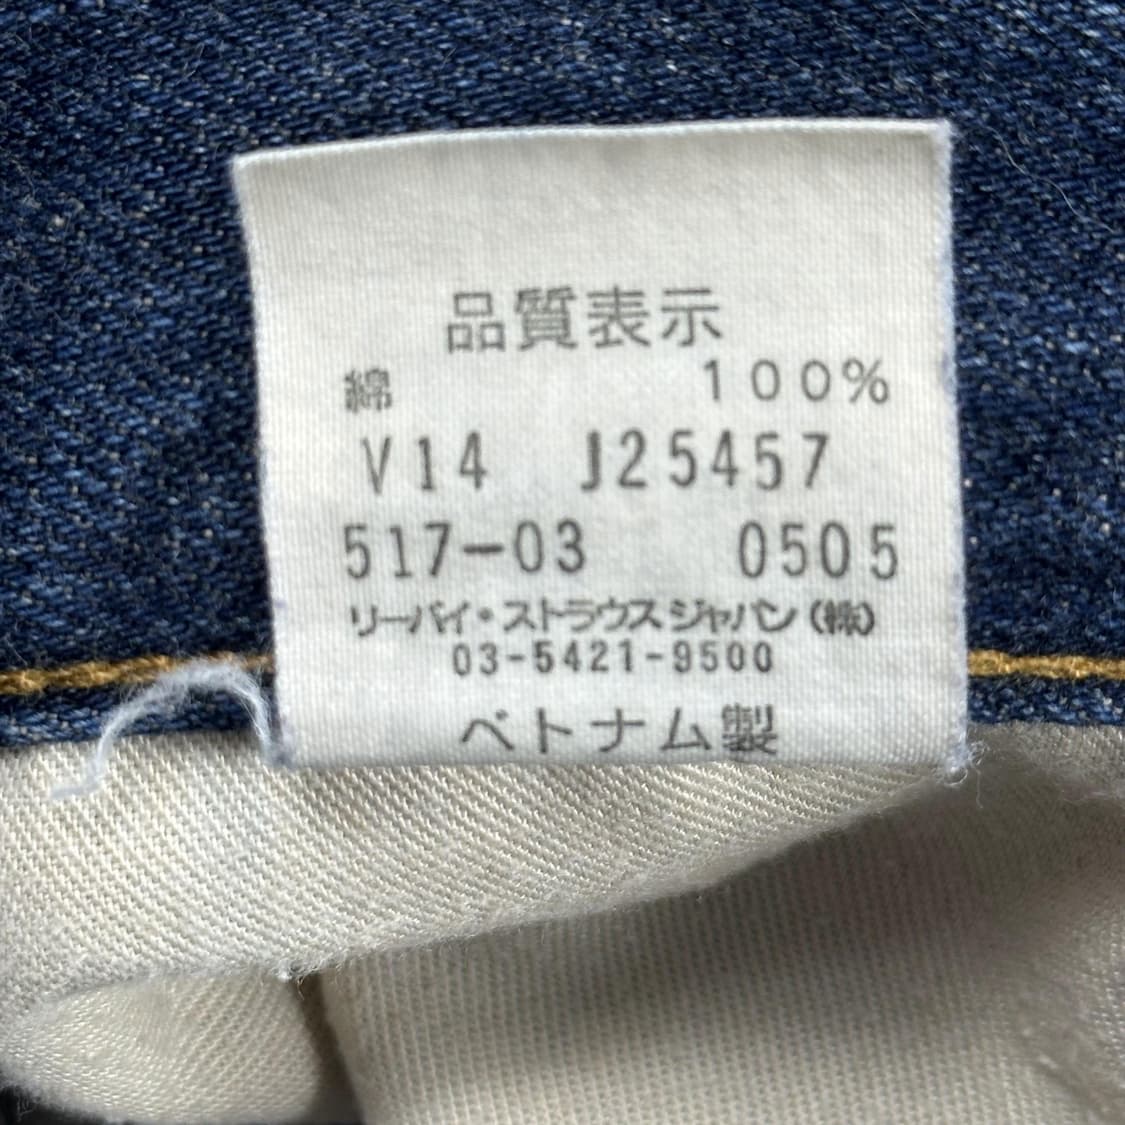 品質表示
綿 100%
V14 J25457
517-03 0505
リーバイ・ストラウスジャパン(株)
03-5421-9500
ベトナム製